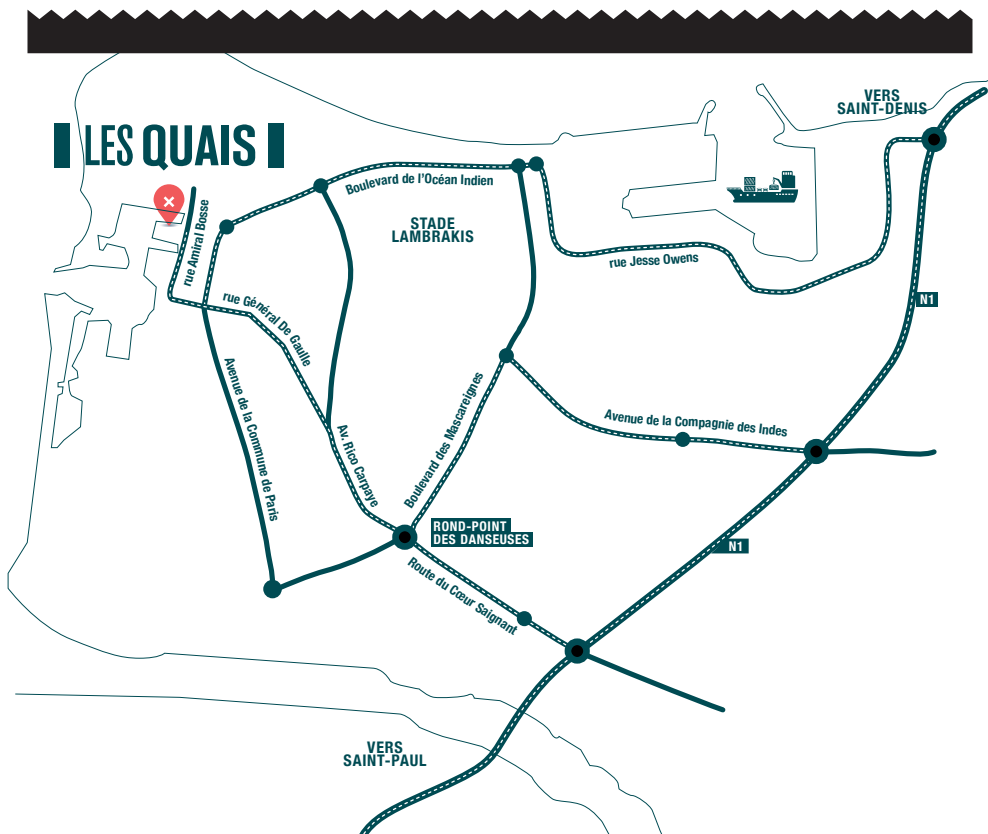 VERS
SAINT-DENIS
LES QUAIS
Boulevard de l'Océan Indien
rue Amiral Bosse
STADE
LAMBRAKIS
rue Jesse Owens
rue Général De Gaulle
N1
Avenue de la Commune de Paris
Av. Rico Carpaye
Boulevard des Mascareignes
Avenue de la Compagnie des Indes
ROND-POINT
DES DANSEUSES
N1
Route du Cœur Saignant
VERS
SAINT-PAUL